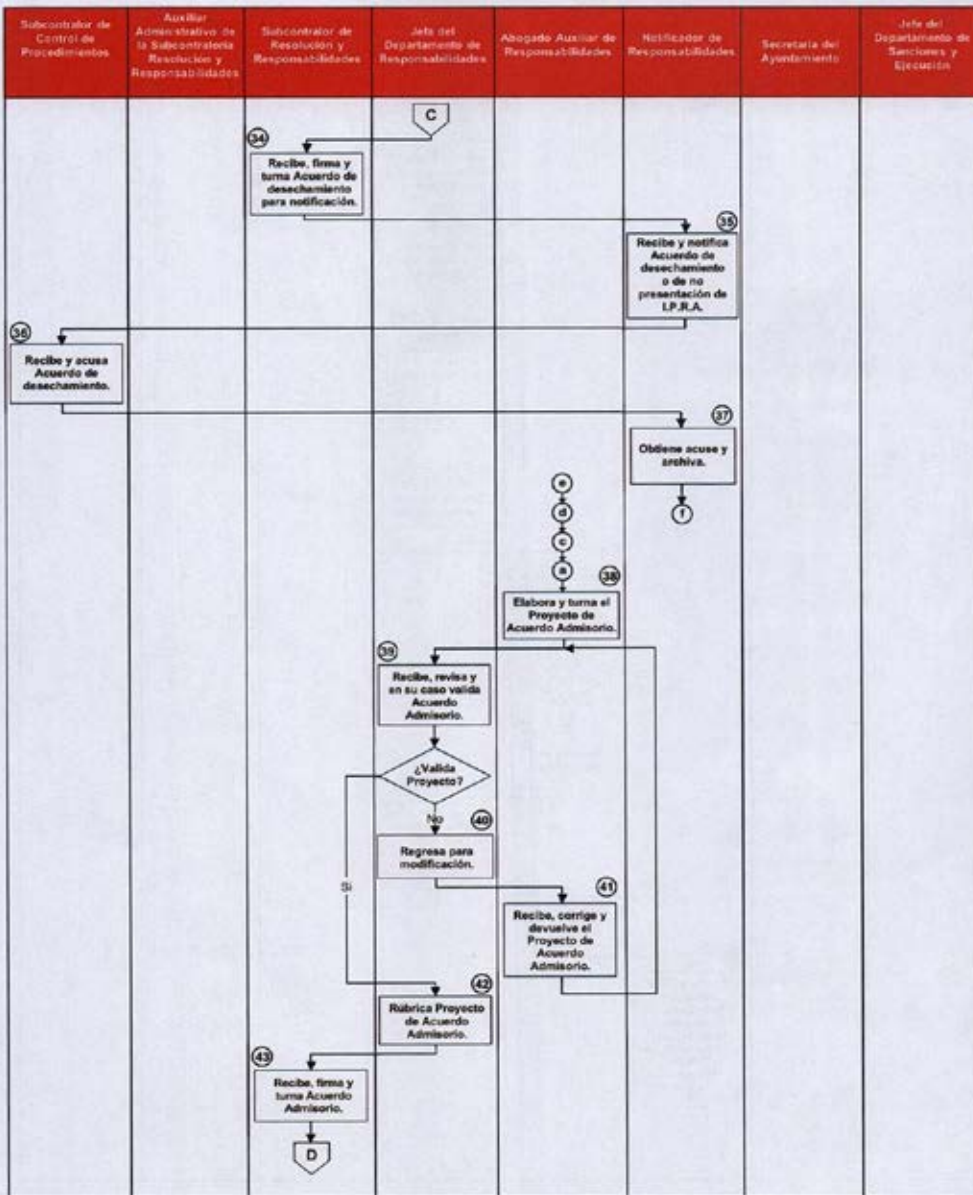 Subcontralor de
Control de
Procedimientos
Auxiliar
Administrativo de
la Subcontraloría
Resolución y
Responsabilidades
Subcontralor de
Resolución y
Responsabilidades
Jefe del
Departamento de
Responsabilidades
Abogado Auxiliar de
Responsabilidades
Notificador de
Responsabilidades
Secretaría del
Ayuntamiento
Jefe del
Departamento de
Sanciones y
Ejecución
C
34
Recibe, firma y
turna Acuerdo de
desechamiento
para notificación.
35
Recibe y notifica
Acuerdo de
desechamiento
o de no
presentación de
I.P.R.A.
36
Recibe y acusa
Acuerdo de
desechamiento.
37
Obtiene acuse y
archiva.
f
e
d
c
a
38
Elabora y turna el
Proyecto de
Acuerdo Admisorio.
39
Recibe, revisa y
en su caso valida
Acuerdo
Admisorio.
¿Valida
Proyecto?
No
40
Regresa para
modificación.
Si
41
Recibe, corrige y
devuelve el
Proyecto de
Acuerdo
Admisorio.
42
Rúbrica Proyecto
de Acuerdo
Admisorio.
43
Recibe, firma y
turna Acuerdo
Admisorio.
D